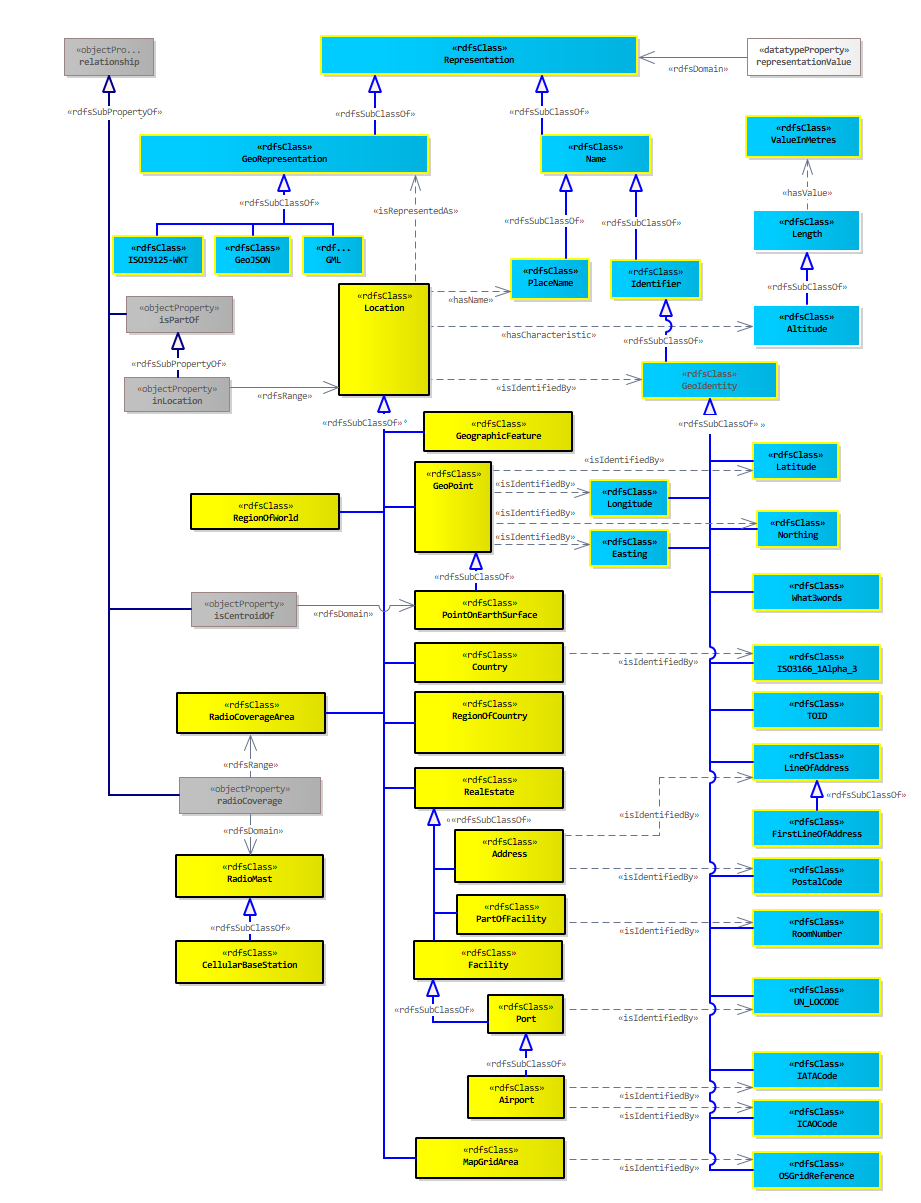 «objectPro...
relationship
«rdfsClass»
Representation
«datatypeProperty»
representationValue
«rdfsDomain»
«rdfsSubPropertyOf»
«rdfsSubClassOf»
«rdfsSubClassOf»
«rdfsClass»
GeoRepresentation
«rdfsClass»
Name
«rdfsClass»
ValueInMetres
«rdfsSubClassOf»
«isRepresentedAs»
«rdfsSubClassOf»
«rdfsSubClassOf»
«hasValue»
«rdfsClass»
ISO19125-WKT
«rdfsClass»
GeoJSON
«rdf...
GML
«rdfsClass»
Length
«rdfsClass»
PlaceName
«rdfsClass»
Identifier
«rdfsSubClassOf»
«rdfsClass»
Location
«hasName»
«objectProperty»
isPartOf
«hasCharacteristic»
«rdfsSubClassOf»
«rdfsClass»
Altitude
«rdfsSubPropertyOf»
«objectProperty»
inLocation
«rdfsRange»
«isIdentifiedBy»
«rdfsClass»
GeoIdentity
«rdfsSubClassOf»°
«rdfsSubClassOf» »
«rdfsClass»
GeographicFeature
«rdfsClass»
GeoPoint
«isIdentifiedBy»
«rdfsClass»
Latitude
«isIdentifiedBy»
«rdfsClass»
Longitude
«rdfsClass»
RegionOfWorld
«isIdentifiedBy»
«rdfsClass»
Northing
«isIdentifiedBy»
«rdfsClass»
Easting
«rdfsSubClassOf»
«objectProperty»
isCentroidOf
«rdfsDomain»
«rdfsClass»
PointOnEarthSurface
«rdfsClass»
What3words
«rdfsClass»
Country
«isIdentifiedBy»
«rdfsClass»
ISO3166_1Alpha_3
«rdfsClass»
RadioCoverageArea
«rdfsClass»
RegionOfCountry
«rdfsClass»
TOID
«rdfsRange»
«rdfsClass»
LineOfAddress
«objectProperty»
radioCoverage
«rdfsClass»
RealEstate
«rdfsSubClassOf»
«rdfsDomain»
««rdfsSubClassOf»
«isIdentifiedBy»
«rdfsClass»
FirstLineOfAddress
«rdfsClass»
Address
«rdfsClass»
RadioMast
«isIdentifiedBy»
«rdfsClass»
PostalCode
«rdfsSubClassOf»
«rdfsClass»
PartOfFacility
«isIdentifiedBy»
«rdfsClass»
RoomNumber
«rdfsClass»
CellularBaseStation
«rdfsClass»
Facility
«rdfsSubClassOf»
«rdfsClass»
Port
«isIdentifiedBy»
«rdfsClass»
UN_LOCODE
«rdfsSubClassOf»
«rdfsClass»
Airport
«isIdentifiedBy»
«rdfsClass»
IATACode
«isIdentifiedBy»
«rdfsClass»
ICAOCode
«rdfsClass»
MapGridArea
«isIdentifiedBy»
«rdfsClass»
OSGridReference